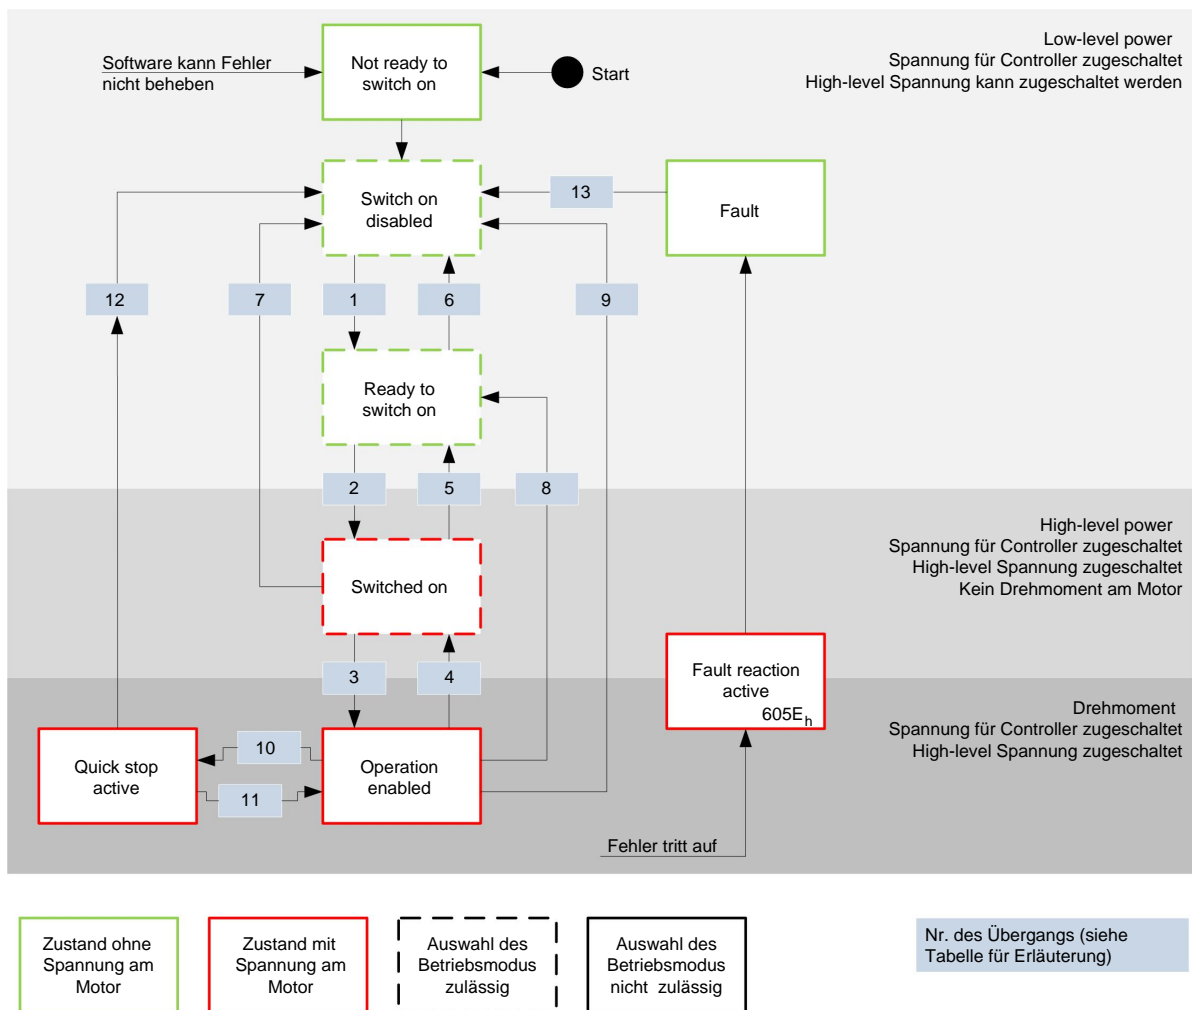 Low-level power
Spannung für Controller zugeschaltet
High-level Spannung kann zugeschaltet werden
Software kann Fehler
nicht beheben
Not ready to
switch on
Start
Switch on
disabled
13
Fault
12
7
1
6
9
Ready to
switch on
2
5
8
High-level power
Spannung für Controller zugeschaltet
High-level Spannung zugeschaltet
Kein Drehmoment am Motor
Switched on
3
4
Fault reaction
active
605Eh
Drehmoment
Spannung für Controller zugeschaltet
High-level Spannung zugeschaltet
Quick stop
active
10
11
Operation
enabled
Fehler tritt auf
Zustand ohne
Spannung am
Motor
Zustand mit
Spannung am
Motor
Auswahl des
Betriebsmodus
zulässig
Auswahl des
Betriebsmodus
nicht zulässig
Nr. des Übergangs (siehe
Tabelle für Erläuterung)